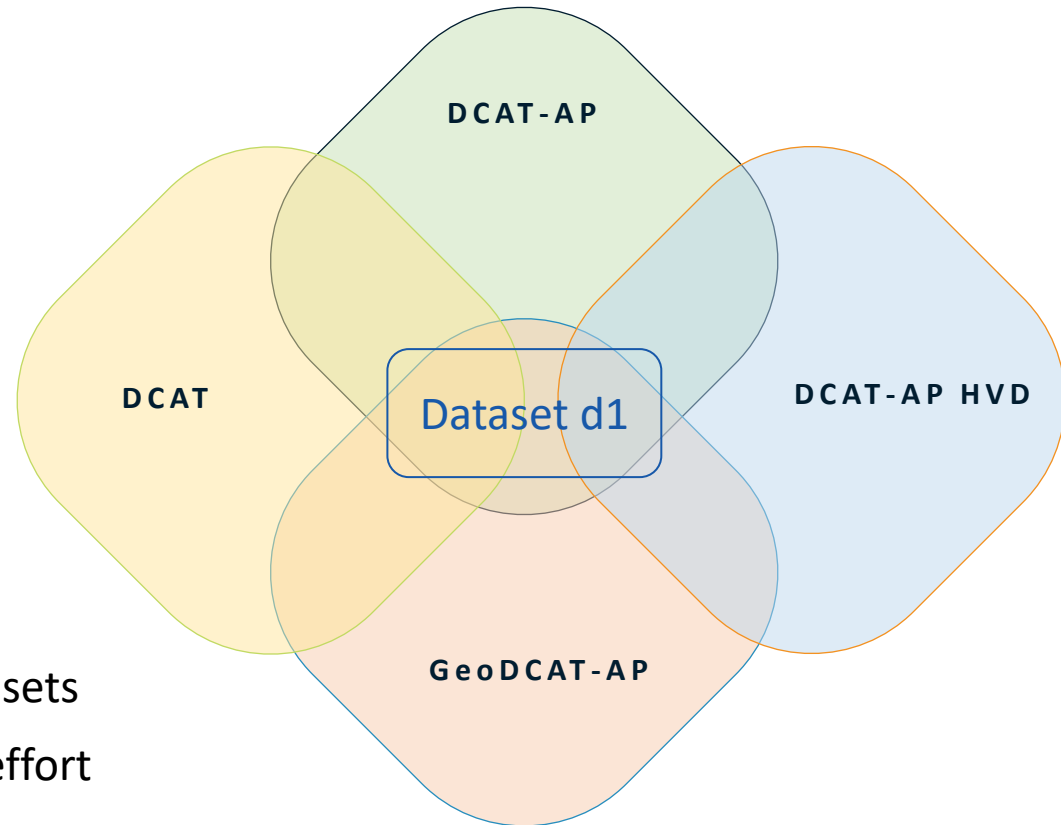 DCAT-AP
DCAT
DCAT-AP HVD
Dataset d1
GeoDCAT-AP
sets
effort